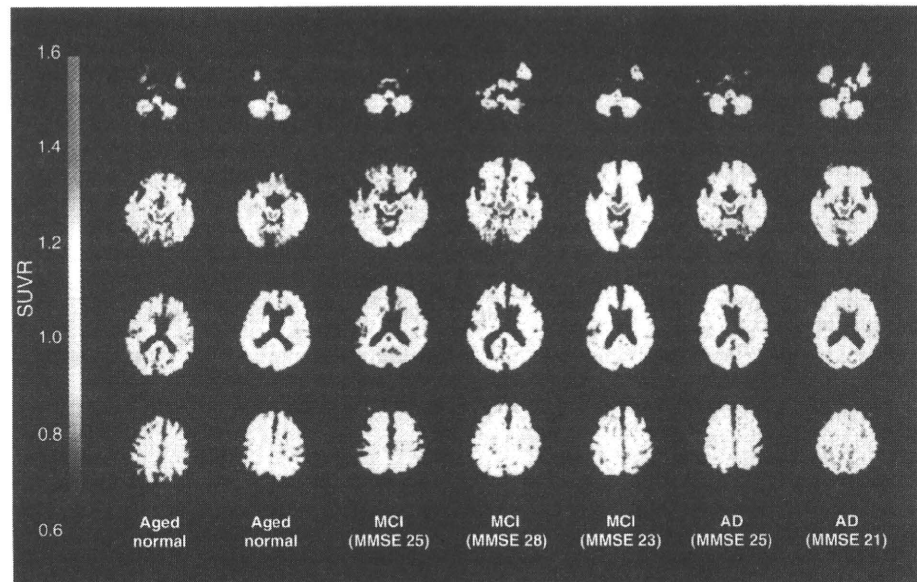 1.6
1.4
1.2
1.0
0.8
0.6
SUVR
Aged normal
Aged normal
MCI (MMSE 25)
MCI (MMSE 28)
MCI (MMSE 23)
AD (MMSE 25)
AD (MMSE 21)